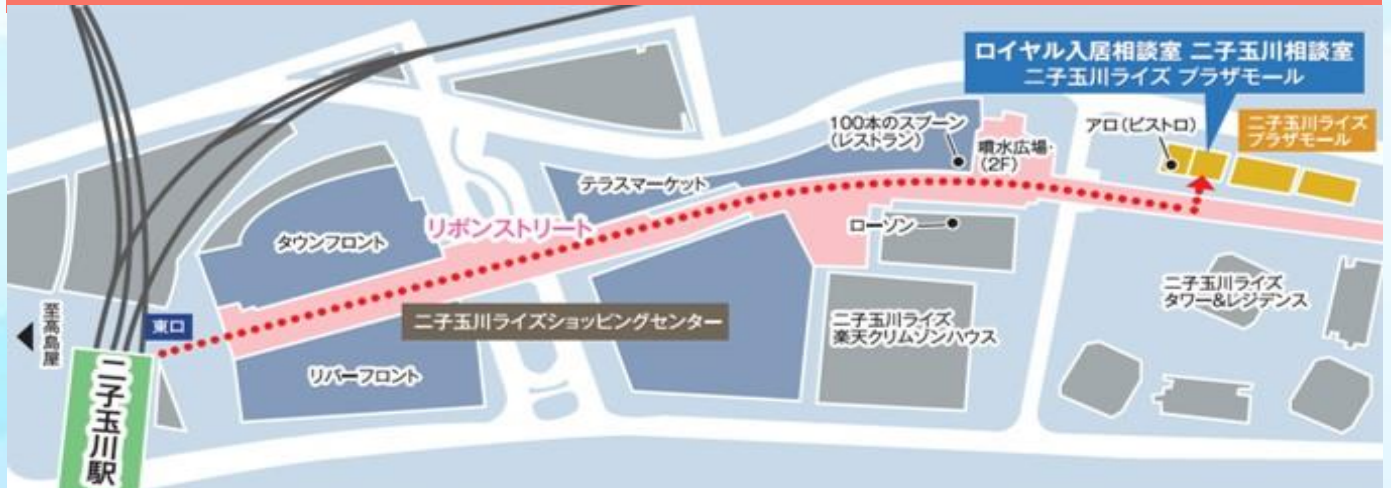 ロイヤル入居相談室 二子玉川相談室
二子玉川ライズ プラザモール
100本のスプーン
(レストラン)
噴水広場・
(2F)
アロ(ビストロ)
二子玉川ライズ
プラザモール
テラスマーケット
リボンストリート
タウンフロント
ローソン
二子玉川ライズ
タワー&レジデンス
至高島屋
東口
二子玉川ライズショッピングセンター
二子玉川ライズ
楽天クリムゾンハウス
リバーフロント
二子玉川駅